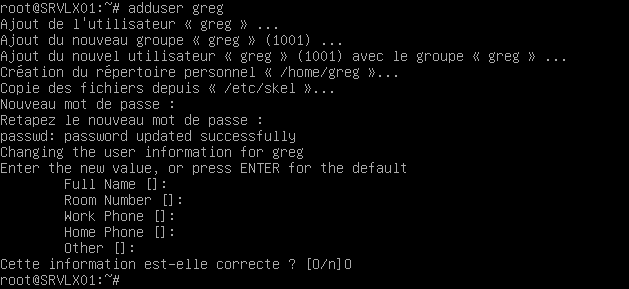 root@SRVLX01:~# adduser greg
Ajout de l'utilisateur « greg » ...
Ajout du nouveau groupe « greg » (1001) ...
Ajout du nouvel utilisateur « greg » (1001) avec le groupe « greg » ...
Création du répertoire personnel « /home/greg »...
Copie des fichiers depuis « /etc/skel »...
Nouveau mot de passe :
Retapez le nouveau mot de passe :
passwd: password updated successfully
Changing the user information for greg
Enter the new value, or press ENTER for the default
Full Name []:
Room Number []:
Work Phone []:
Home Phone []:
Other []:
Cette information est-elle correcte ? [O/n]O
root@SRVLX01:~#